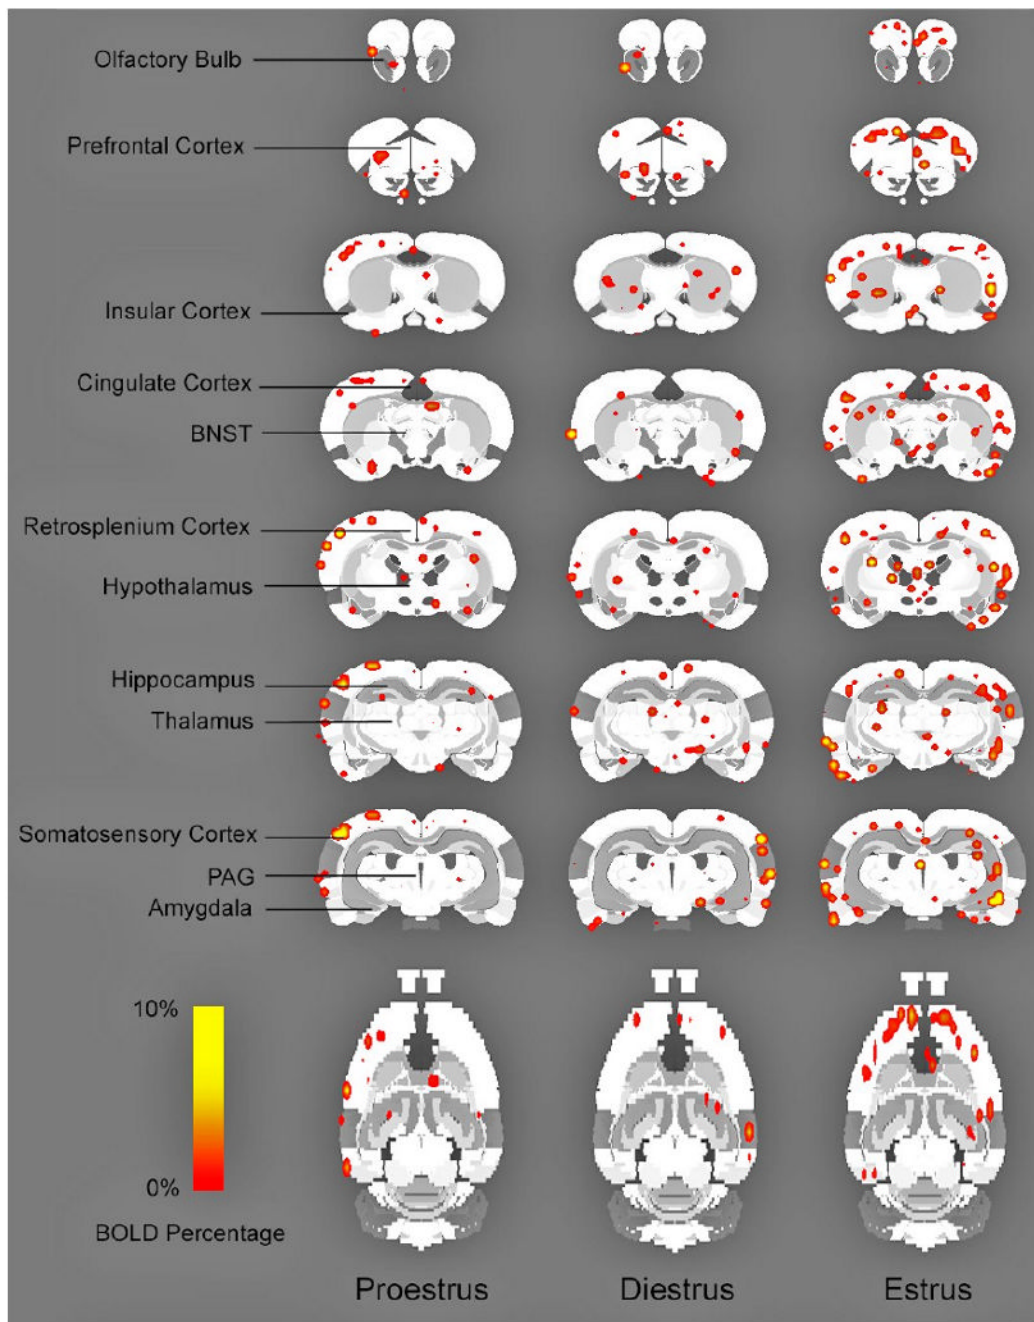 Olfactory Bulb
Prefrontal Cortex
Insular Cortex
Cingulate Cortex
BNST
Retrosplenium Cortex
Hypothalamus
Hippocampus
Thalamus
Somatosensory Cortex
PAG
Amygdala
10%
0%
BOLD Percentage
Proestrus Diestrus Estrus